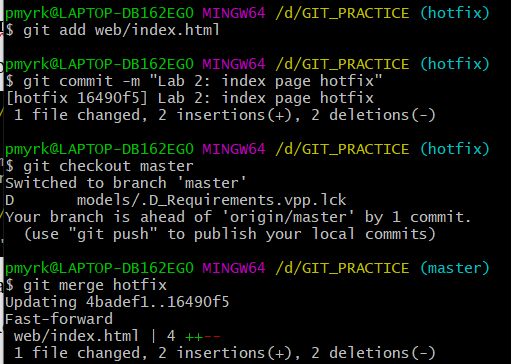 pmyrk@LAPTOP-DB162EGO MINGW64 /d/GIT_PRACTICE (hotfix)
$ git add web/index.html
pmyrk@LAPTOP-DB162EGO MINGW64 /d/GIT_PRACTICE (hotfix)
$ git commit -m "Lab 2: index page hotfix"
[hotfix 16490f5] Lab 2: index page hotfix
1 file changed, 2 insertions(+), 2 deletions(-)
pmyrk@LAPTOP-DB162EGO MINGW64 /d/GIT_PRACTICE (hotfix)
$ git checkout master
Switched to branch 'master'
D       models/.D_Requirements.vpp.lck
Your branch is ahead of 'origin/master' by 1 commit.
(use "git push" to publish your local commits)
pmyrk@LAPTOP-DB162EGO MINGW64 /d/GIT_PRACTICE (master)
$ git merge hotfix
Updating 4badef1..16490f5
Fast-forward
web/index.html | 4 ++--
1 file changed, 2 insertions(+), 2 deletions(-)